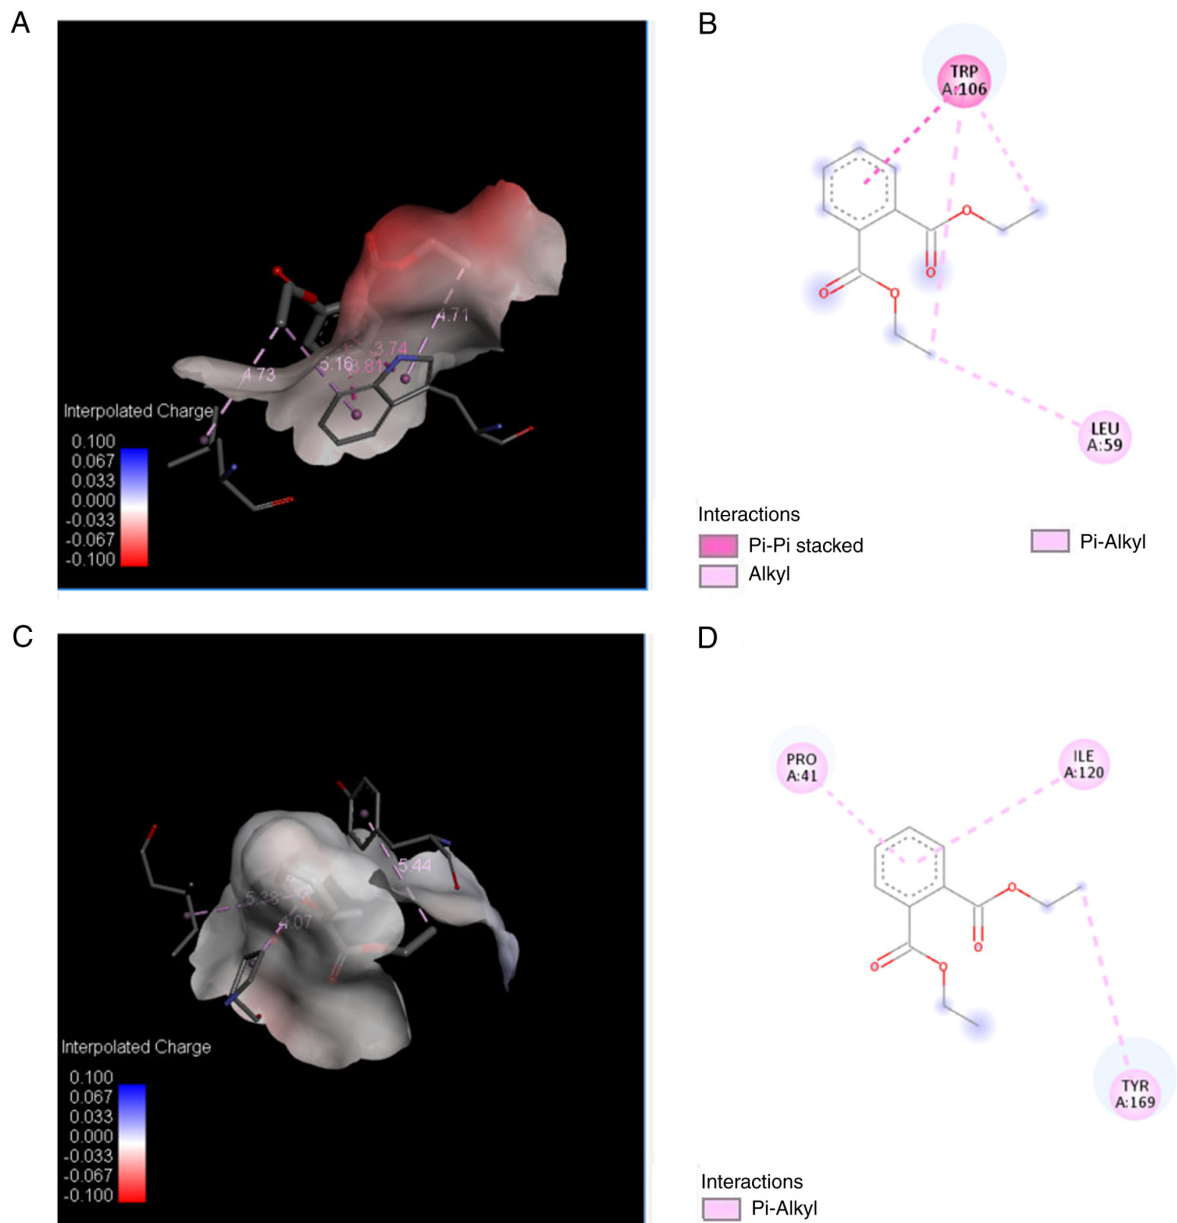 A
4.71
3.74
5.16
3.81
4.73
Interpolated Charge
0.100
0.067
0.033
0.000
-0.033
-0.067
-0.100
B
TRP
A:106
O
O
O
O
LEU
A:59
Interactions
Pi-Pi stacked
Alkyl
Pi-Alkyl
C
5.44
5.38
4.07
Interpolated Charge
0.100
0.067
0.033
0.000
-0.033
-0.067
-0.100
D
PRO
A:41
ILE
A:120
O
O
O
O
TYR
A:169
Interactions
Pi-Alkyl